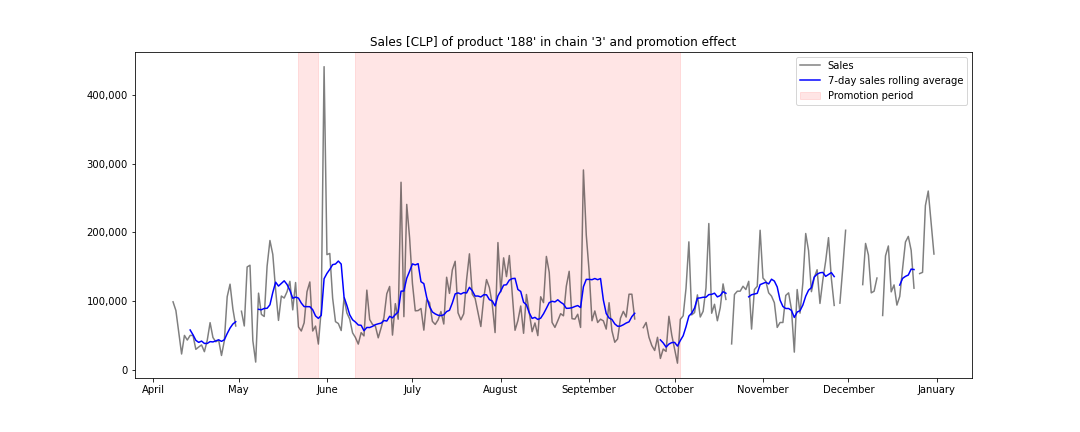 Sales [CLP] of product '188' in chain '3' and promotion effect
Sales
7-day sales rolling average
Promotion period
400,000
300,000
200,000
100,000
0
April May June July August September October November December January